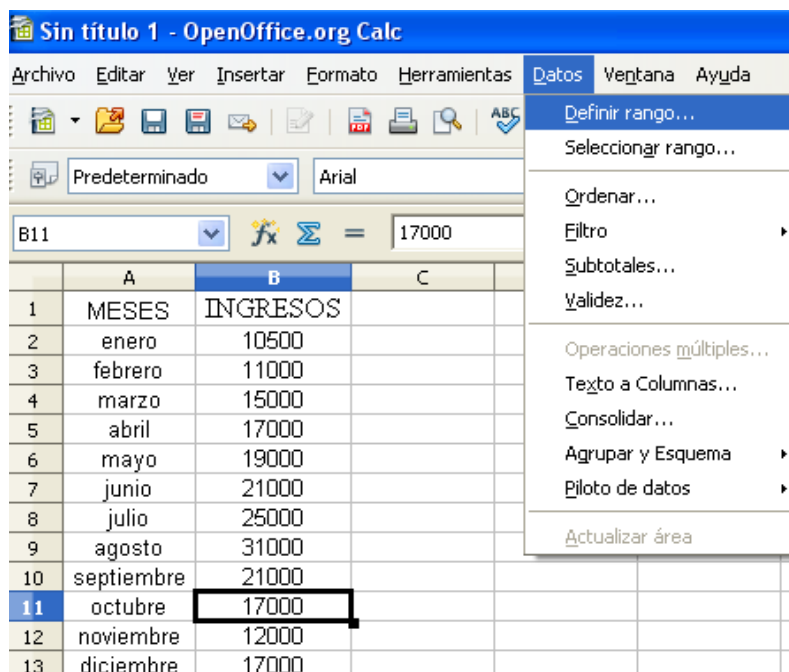 Sin título 1 - OpenOffice.org Calc
Archivo Editar Ver Insertar Formato Herramientas Datos Ventana Ayuda
PDF ABC
Predeterminado Arial
B11 fx Σ = 17000
Definir rango...
Seleccionar rango...
Ordenar...
Filtro
Subtotales...
Validez...
Operaciones múltiples...
Texto a Columnas...
Consolidar...
Agrupar y Esquema
Piloto de datos
Actualizar área
A B C
1 MESES INGRESOS
2 enero 10500
3 febrero 11000
4 marzo 15000
5 abril 17000
6 mayo 19000
7 junio 21000
8 julio 25000
9 agosto 31000
10 septiembre 21000
11 octubre 17000
12 noviembre 12000
13 diciembre 17000